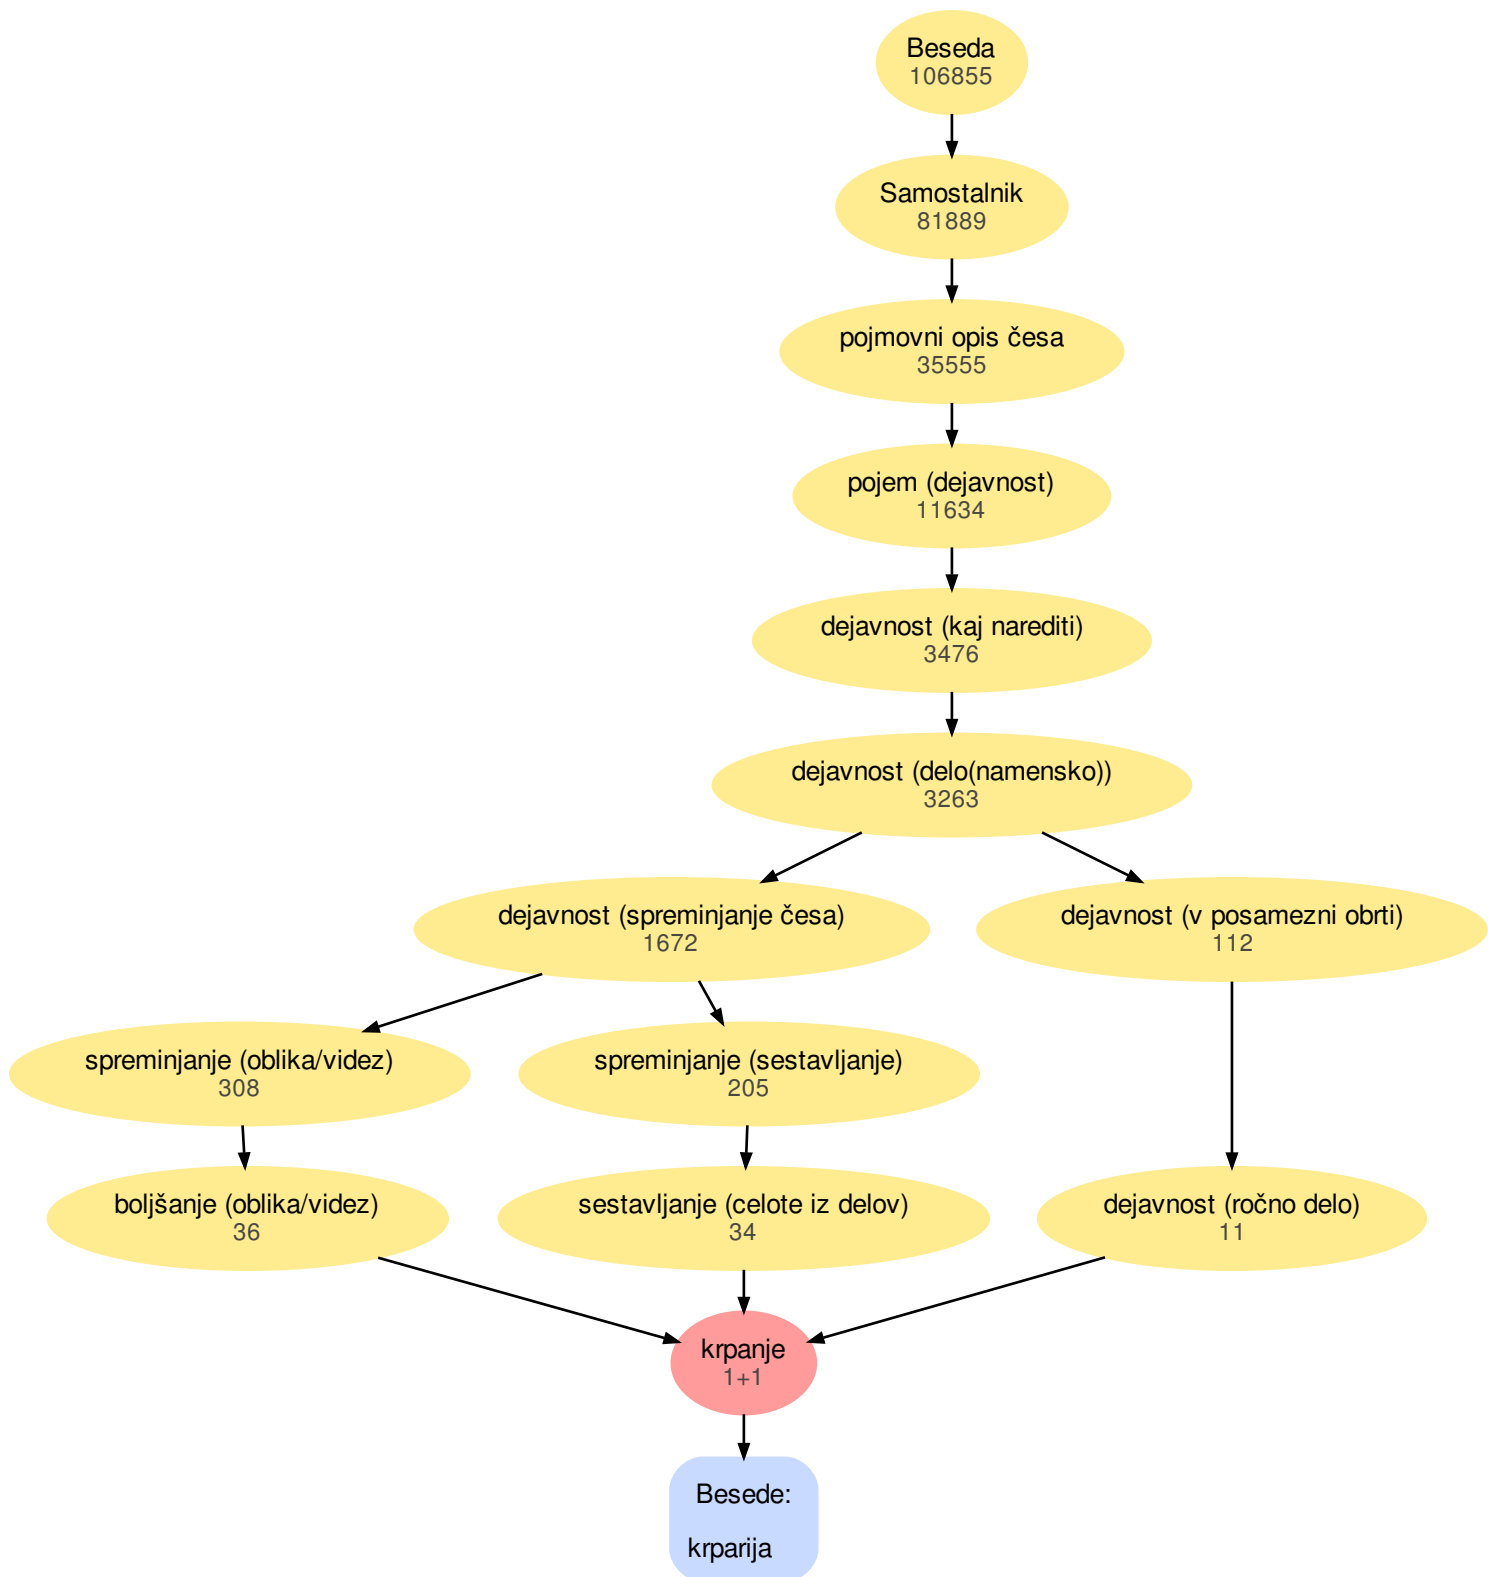 Beseda
106855
Samostalnik
81889
pojmovni opis česa
35555
pojem (dejavnost)
11634
dejavnost (kaj narediti)
3476
dejavnost (delo(namensko))
3263
dejavnost (spreminjanje česa)
1672
dejavnost (v posamezni obrti)
112
spreminjanje (oblika/videz)
308
spreminjanje (sestavljanje)
205
boljšanje (oblika/videz)
36
sestavljanje (celote iz delov)
34
dejavnost (ročno delo)
11
krpanje
1+1
Besede:
krparija